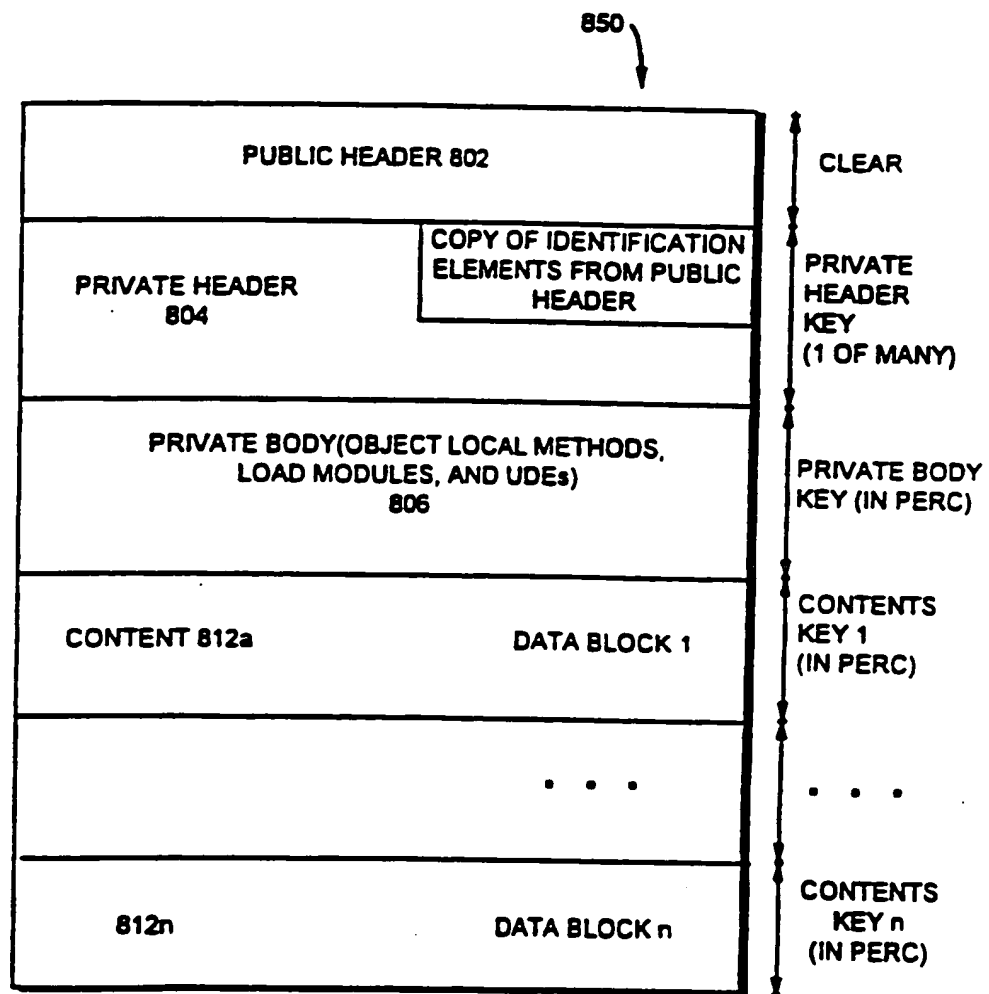 850
PUBLIC HEADER 802
CLEAR
PRIVATE HEADER
804
COPY OF IDENTIFICATION
ELEMENTS FROM PUBLIC
HEADER
PRIVATE
HEADER
KEY
(1 OF MANY)
PRIVATE BODY(OBJECT LOCAL METHODS,
LOAD MODULES, AND UDEs)
806
PRIVATE BODY
KEY (IN PERC)
CONTENT 812a
DATA BLOCK 1
CONTENTS
KEY 1
(IN PERC)
. . .
. . .
812n
DATA BLOCK n
CONTENTS
KEY n
(IN PERC)